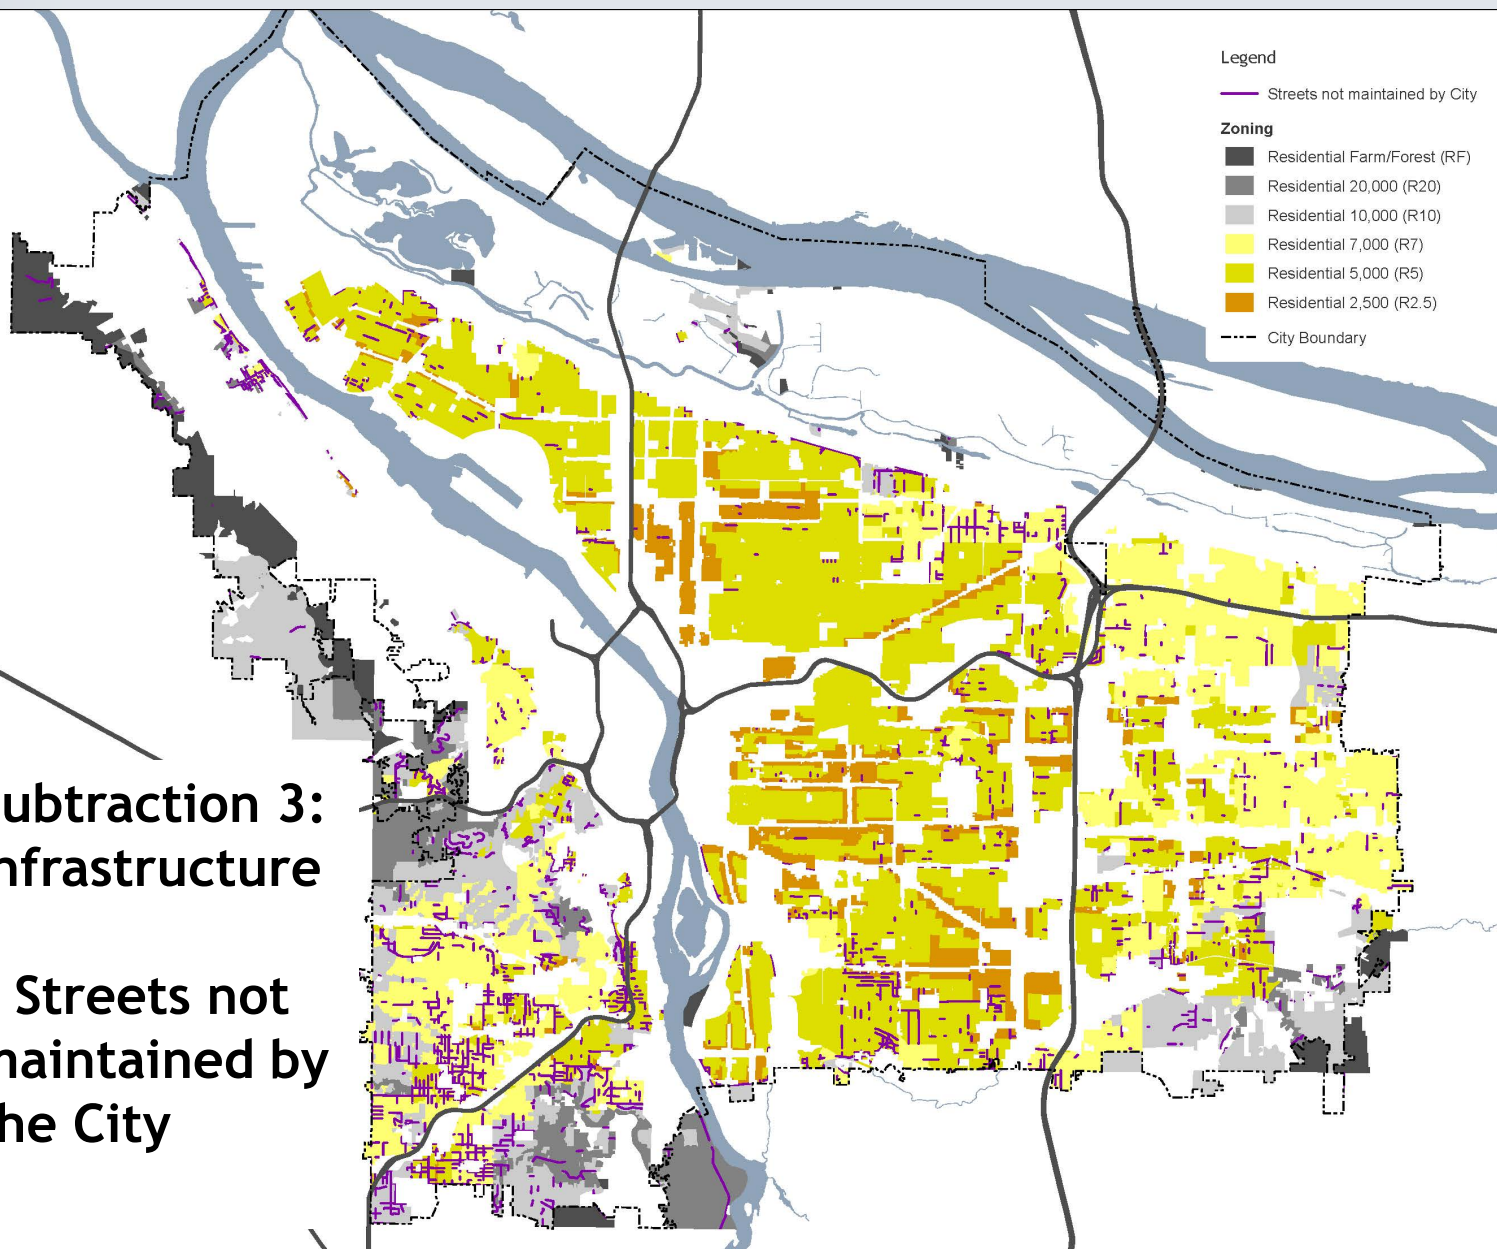 Legend
Streets not maintained by City
Zoning
Residential Farm/Forest (RF)
Residential 20,000 (R20)
Residential 10,000 (R10)
Residential 7,000 (R7)
Residential 5,000 (R5)
Residential 2,500 (R2.5)
City Boundary
ubtraction 3:
nfrastructure
Streets not
naintained by
he City